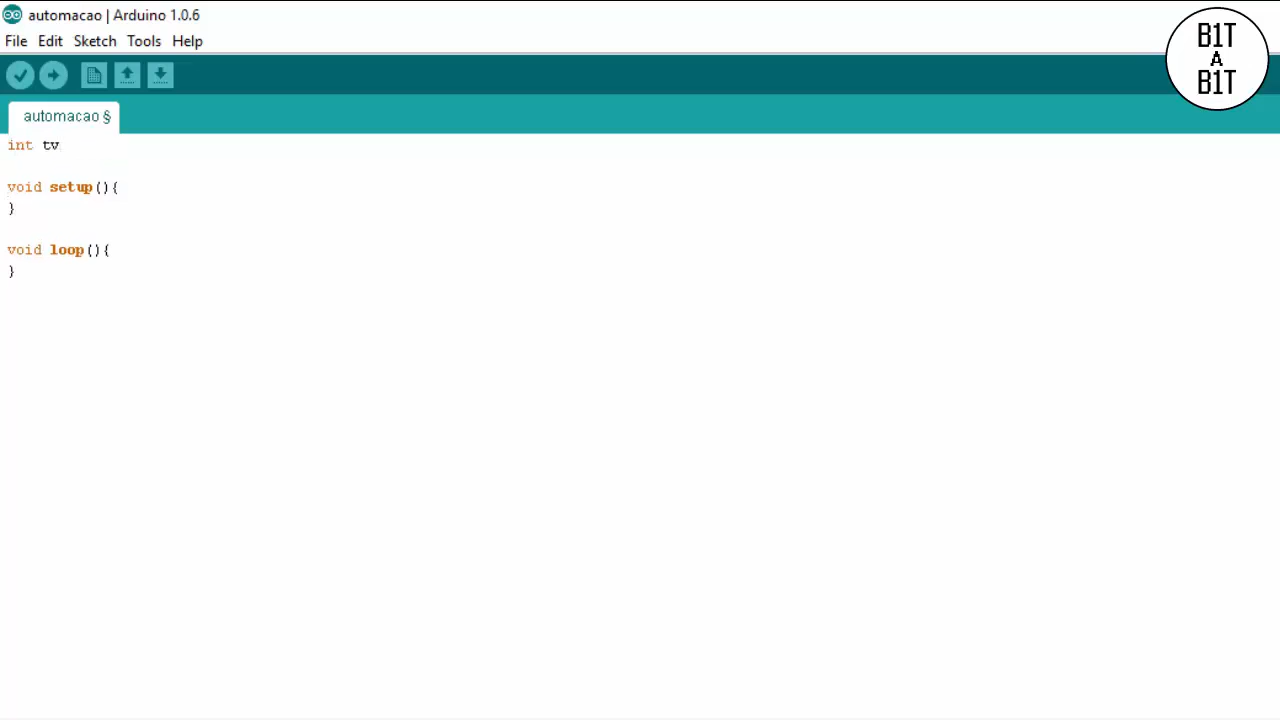 automacao | Arduino 1.0.6
File Edit Sketch Tools Help
B1T
A
B1T
automacao §
int tv
void setup(){
}
void loop(){
}